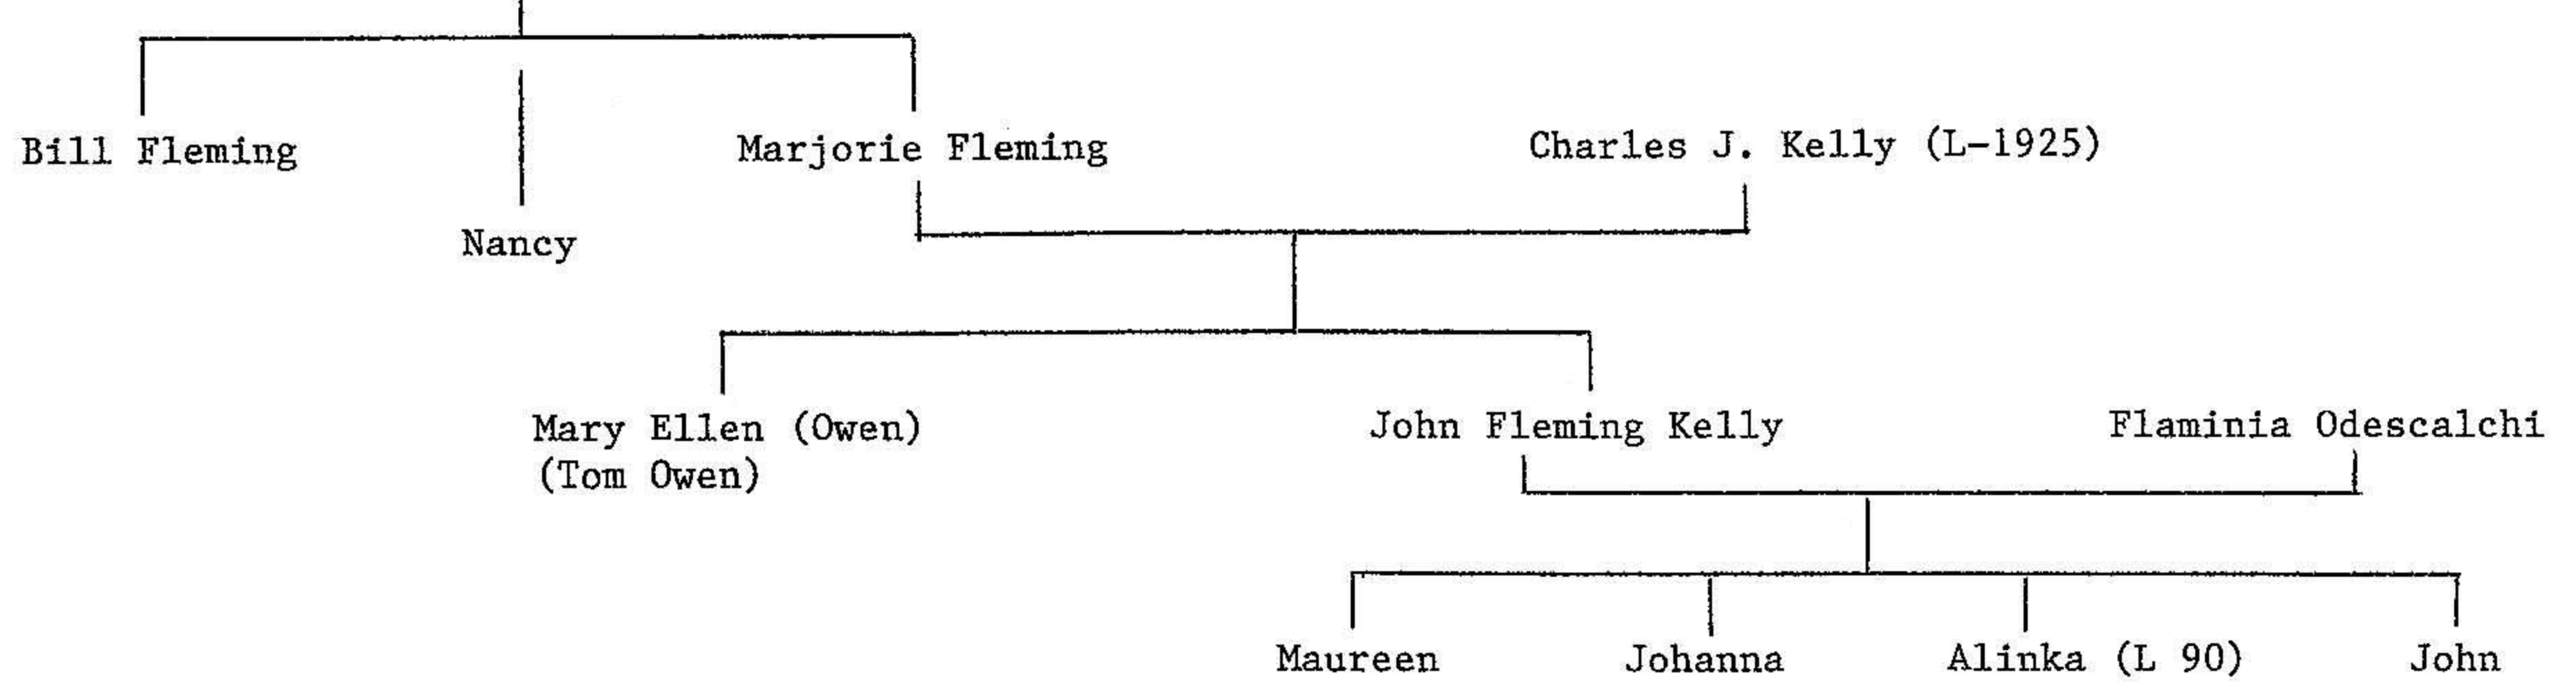 Bill Fleming
Marjorie Fleming
Charles J. Kelly (L-1925)
Nancy
Mary Ellen (Owen)
(Tom Owen)
John Fleming Kelly
Flaminia Odescalchi
Maureen
Johanna
Alinka (L 90)
John